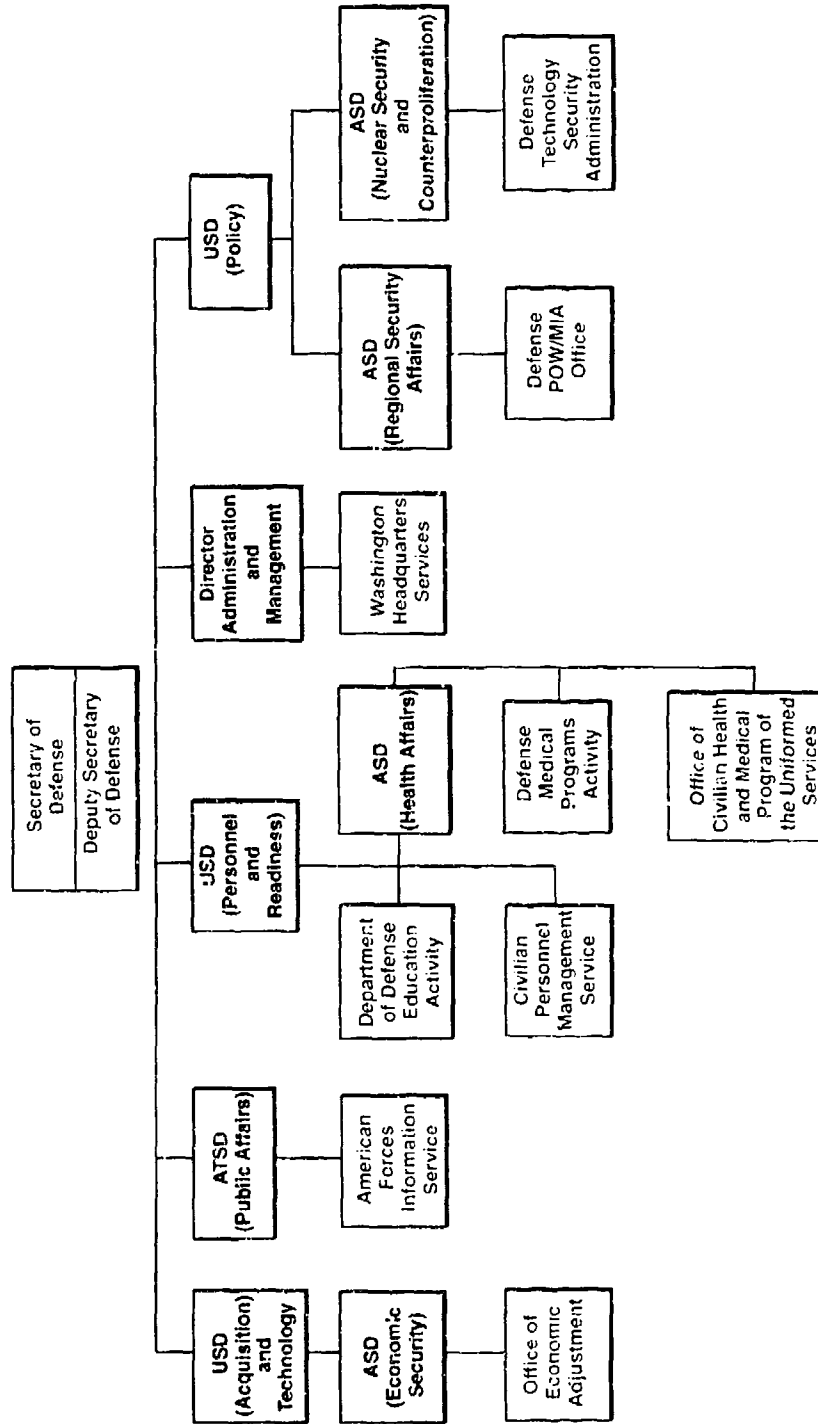 Secretary of
Defense
Deputy Secretary
of Defense
USD
(Acquisition)
and
Technology
ATSD
(Public Affairs)
USD
(Personnel
and
Readiness)
Director
Administration
and
Management
USD
(Policy)
ASD
(Economic
Security)
American
Forces
Information
Service
Department
of Defense
Education
Activity
ASD
(Health Affairs)
Washington
Headquarters
Services
ASD
(Regional Security
Affairs)
ASD
(Nuclear Security
and
Counterproliferation)
Office of
Economic
Adjustment
Civilian
Personnel
Management
Service
Defense
Medical
Programs
Activity
Defense
POW/MIA
Office
Defense
Technology
Security
Administration
Office of
Civilian Health
and Medical
Program of
the Uniformed
Services